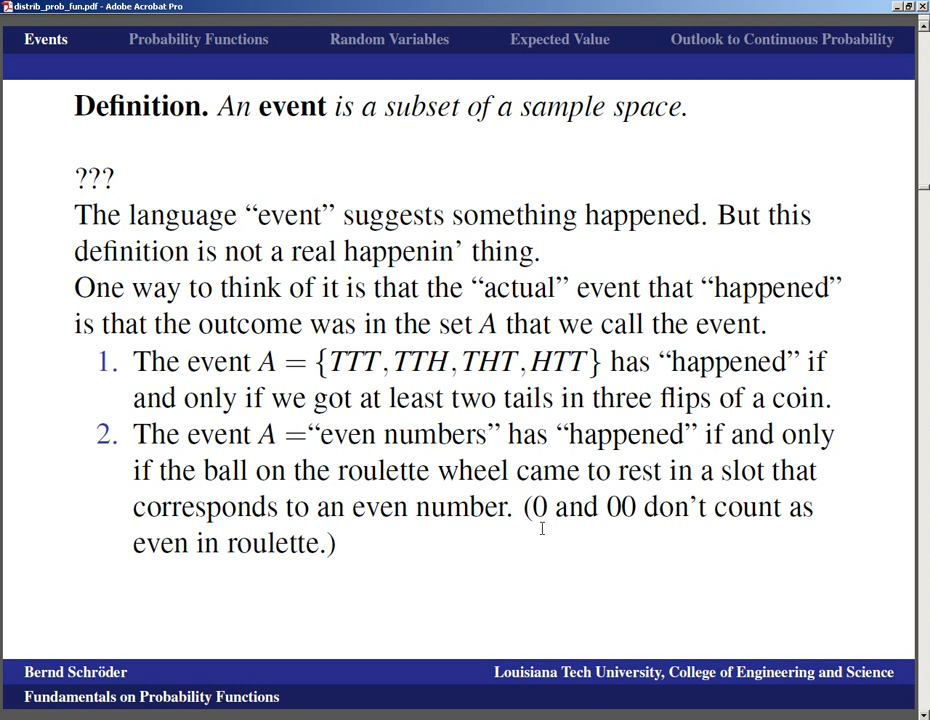 distrib_prob_fun.pdf - Adobe Acrobat Pro
Events Probability Functions Random Variables Expected Value Outlook to Continuous Probability
Definition. An event is a subset of a sample space.
???
The language “event” suggests something happened. But this
definition is not a real happenin’ thing.
One way to think of it is that the “actual” event that “happened”
is that the outcome was in the set A that we call the event.
1. The event A = {TTT,TTH,THT,HTT} has “happened” if
and only if we got at least two tails in three flips of a coin.
2. The event A =“even numbers” has “happened” if and only
if the ball on the roulette wheel came to rest in a slot that
corresponds to an even number. (0 and 00 don’t count as
even in roulette.)
Bernd Schröder Louisiana Tech University, College of Engineering and Science
Fundamentals on Probability Functions